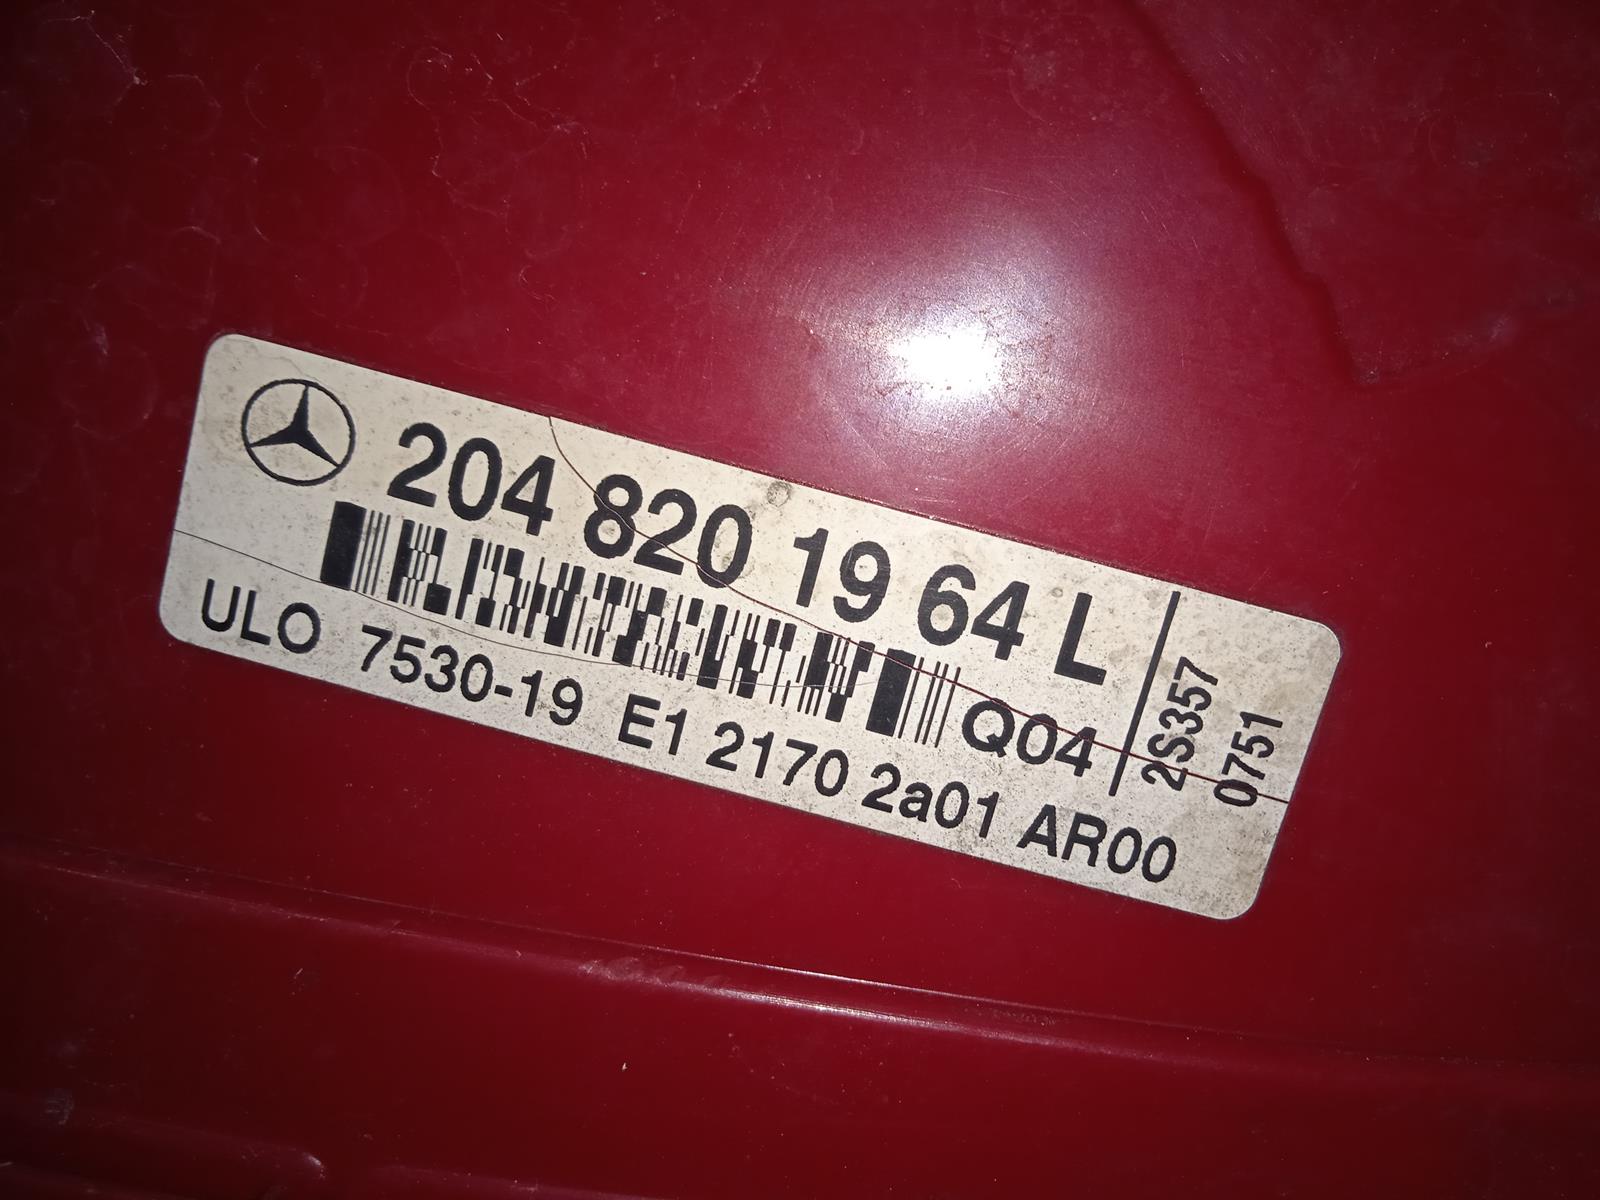 204 820 19 64 L
Q04
ULO 7530-19 E1 2170 2a01 AR00
2S357
0751